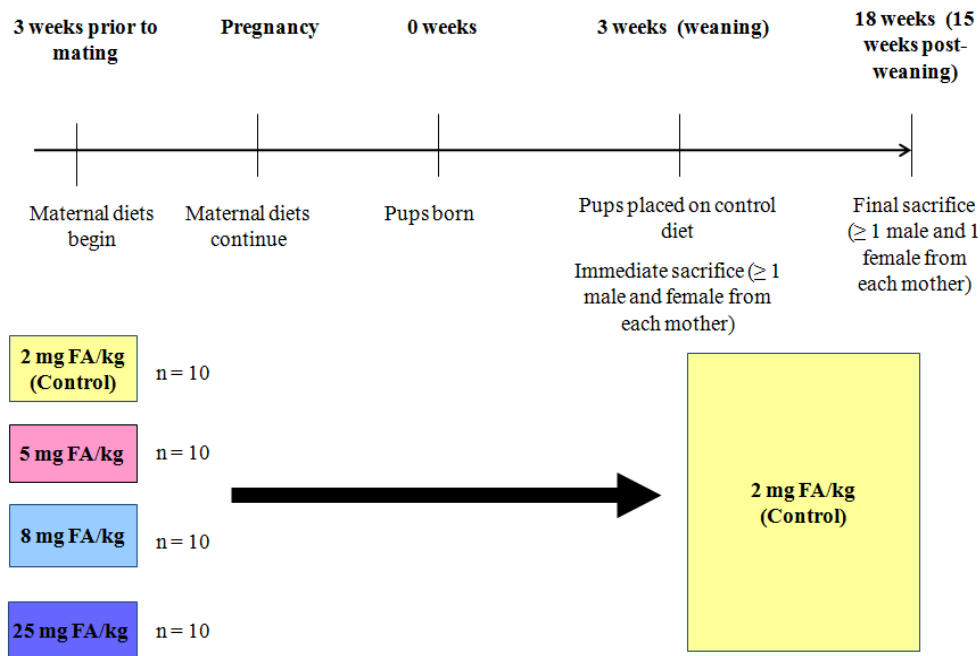 3 weeks prior to
mating
Pregnancy
0 weeks
3 weeks (weaning)
18 weeks (15
weeks post-
weaning)
Maternal diets
begin
Maternal diets
continue
Pups born
Pups placed on control
diet
Immediate sacrifice (≥ 1
male and female from
each mother)
Final sacrifice
(≥ 1 male and 1
female from
each mother)
2 mg FA/kg
(Control)
n = 10
5 mg FA/kg
n = 10
8 mg FA/kg
n = 10
25 mg FA/kg
n = 10
2 mg FA/kg
(Control)